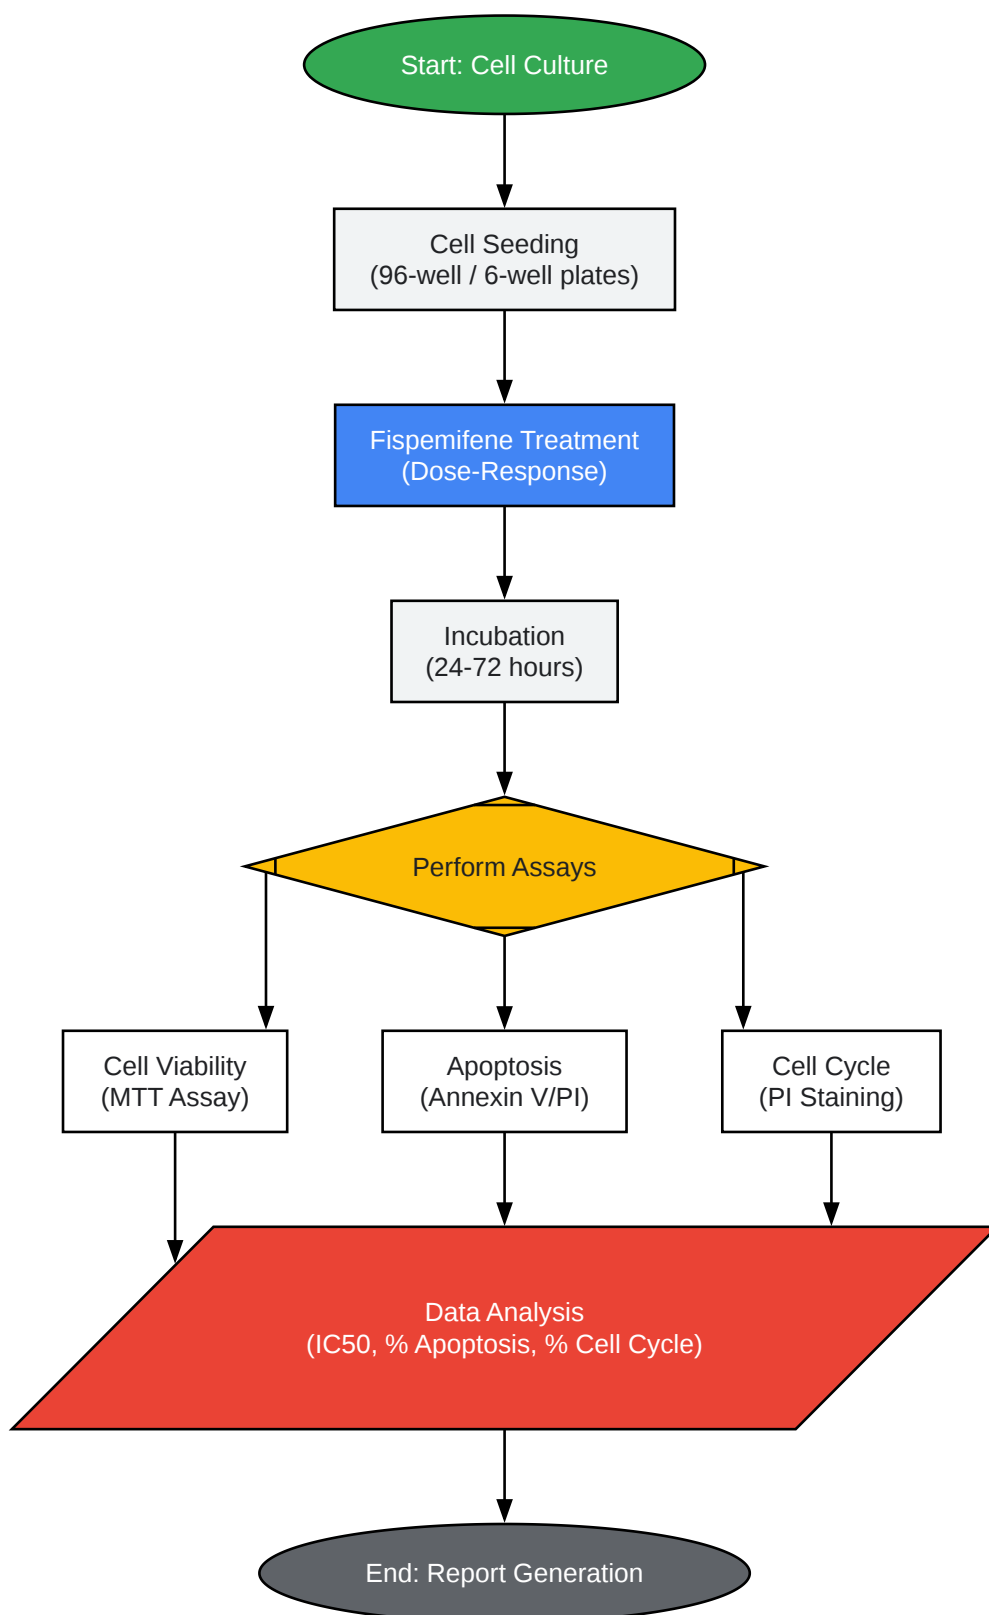 Start: Cell Culture
Cell Seeding
(96-well / 6-well plates)
Fispemifene Treatment
(Dose-Response)
Incubation
(24-72 hours)
Perform Assays
Cell Viability
(MTT Assay)
Apoptosis
(Annexin V/PI)
Cell Cycle
(PI Staining)
Data Analysis
(IC50, % Apoptosis, % Cell Cycle)
End: Report Generation